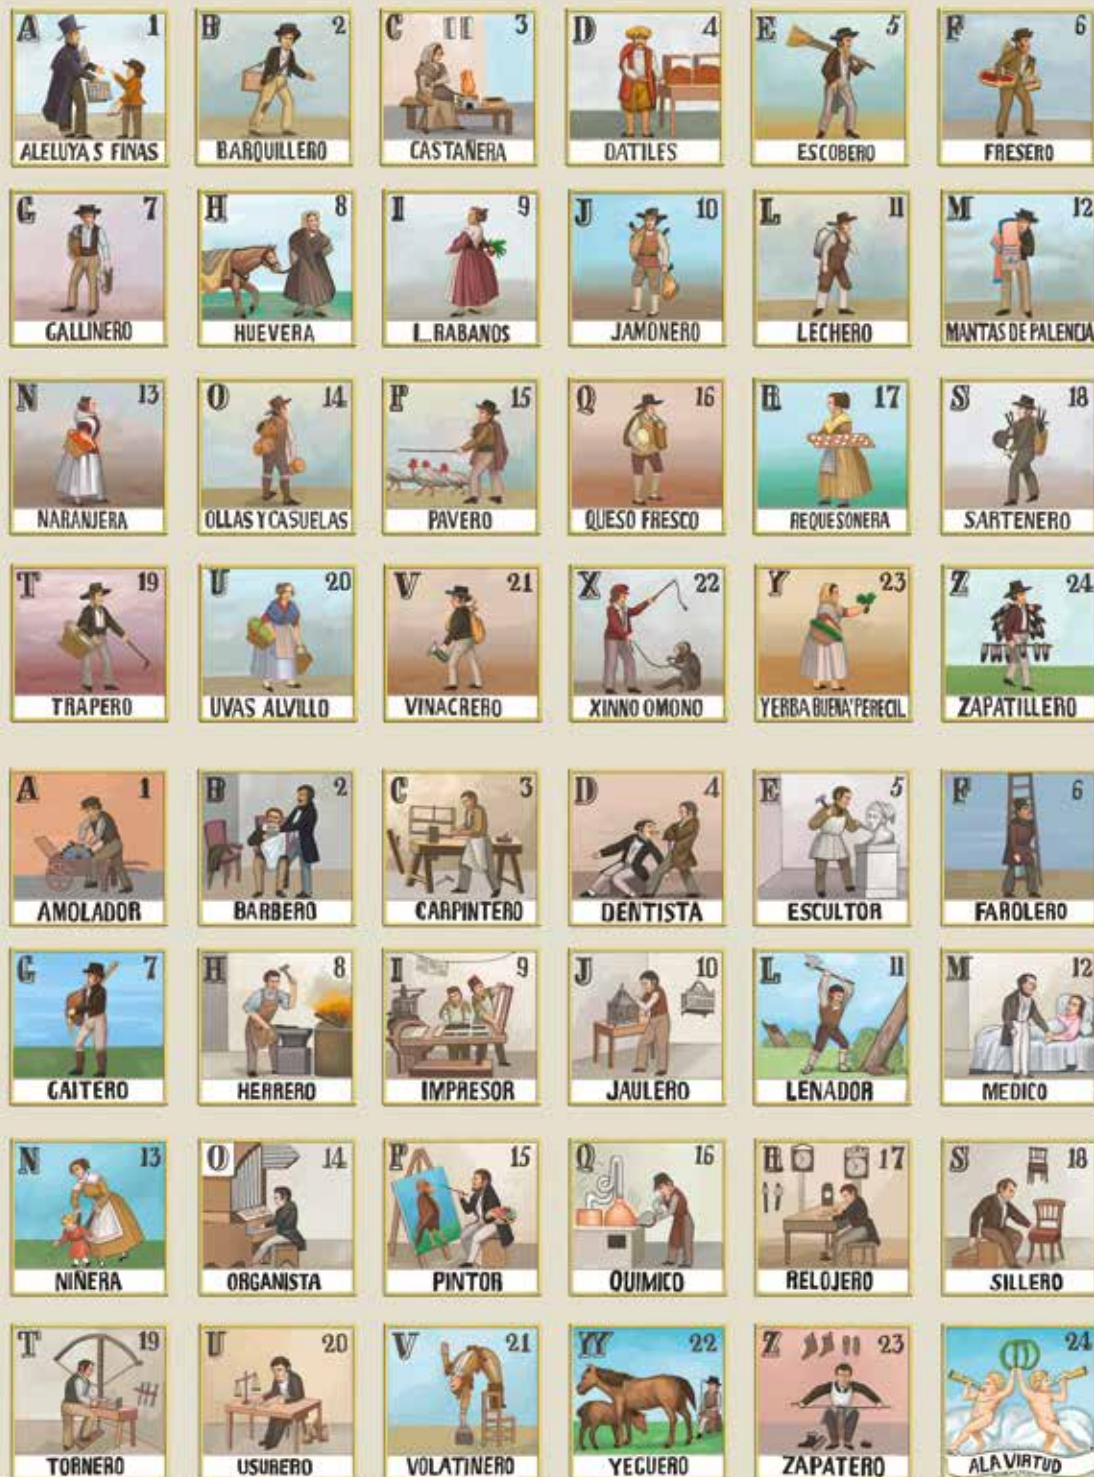 A 1 B 2 C 3 D 4 E 5 F 6
ALELUYAS FINAS BARQUILLERO CASTAÑERA DATILES ESCOBERO FRESERO
G 7 H 8 I 9 J 10 L 11 M 12
GALLINERO HUEVERA I...RABANOS JAMONERO LECHERO MANTAS DE PALENCIA
N 13 O 14 P 15 Q 16 R 17 S 18
NARANJERA OLLAS Y CASUELAS PAVERO QUESO FRESCO REQUESONERA SARTENERO
T 19 U 20 V 21 X 22 Y 23 Z 24
TRAPERO UVAS ALVILLO VINACRERO XINNO OMONO YERBA BUENA Y PERECIL ZAPATILLERO
A 1 B 2 C 3 D 4 E 5 F 6
AMOLADOR BARBERO CARPINTERO DENTISTA ESCULTOR FAROLERO
G 7 H 8 I 9 J 10 L 11 M 12
GAITERO HERRERO IMPRESOR JAULERO LENADOR MEDICO
N 13 O 14 P 15 Q 16 R 17 S 18
NIÑERA ORGANISTA PINTOR QUIMICO RELOJERO SILLERO
T 19 U 20 V 21 YY 22 Z 23 24
TORNERO USURERO VOLATINERO YEGUERO ZAPATERO ALA VIRTUD